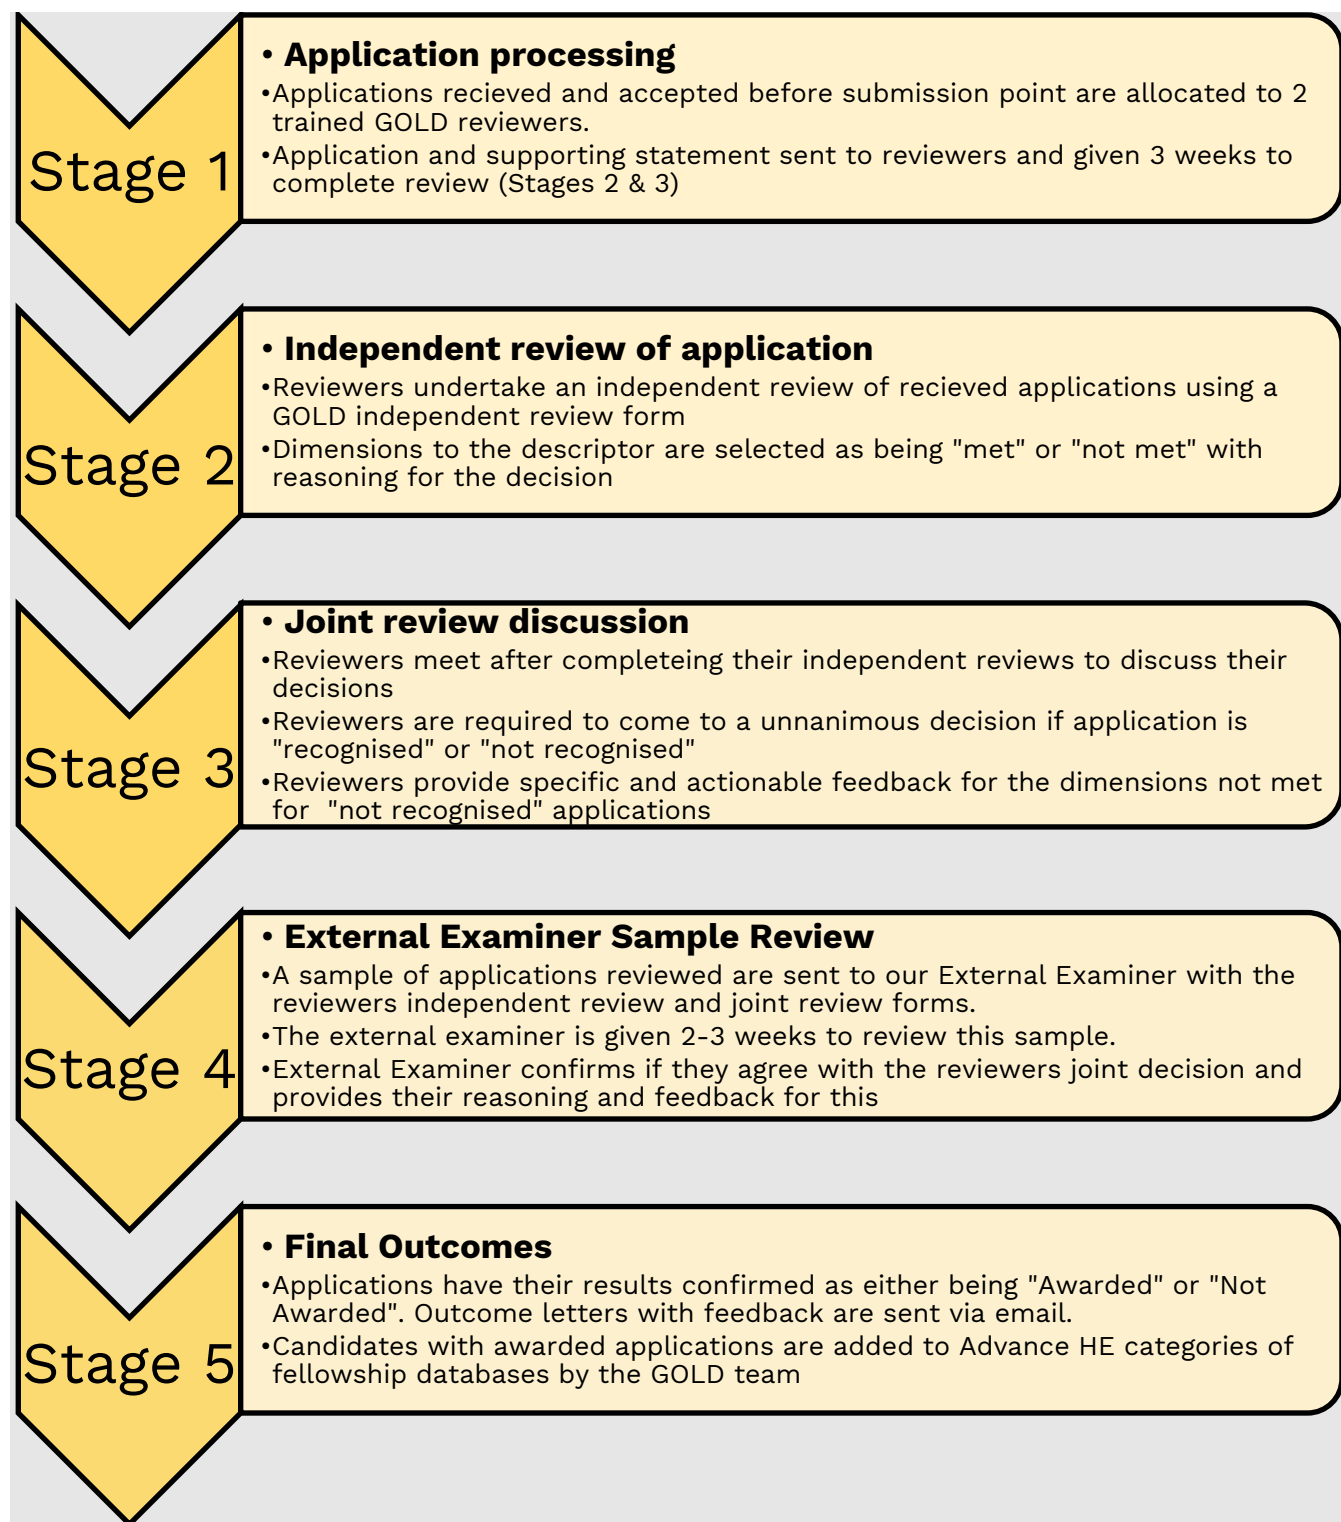 Stage 1
• Application processing
•Applications recieved and accepted before submission point are allocated to 2
trained GOLD reviewers.
•Application and supporting statement sent to reviewers and given 3 weeks to
complete review (Stages 2 & 3)
Stage 2
• Independent review of application
•Reviewers undertake an independent review of recieved applications using a
GOLD independent review form
•Dimensions to the descriptor are selected as being "met" or "not met" with
reasoning for the decision
Stage 3
• Joint review discussion
•Reviewers meet after completeing their independent reviews to discuss their
decisions
•Reviewers are required to come to a unnanimous decision if application is
"recognised" or "not recognised"
•Reviewers provide specific and actionable feedback for the dimensions not met
for  "not recognised" applications
Stage 4
• External Examiner Sample Review
•A sample of applications reviewed are sent to our External Examiner with the
reviewers independent review and joint review forms.
•The external examiner is given 2-3 weeks to review this sample.
•External Examiner confirms if they agree with the reviewers joint decision and
provides their reasoning and feedback for this
Stage 5
• Final Outcomes
•Applications have their results confirmed as either being "Awarded" or "Not
Awarded". Outcome letters with feedback are sent via email.
•Candidates with awarded applications are added to Advance HE categories of
fellowship databases by the GOLD team